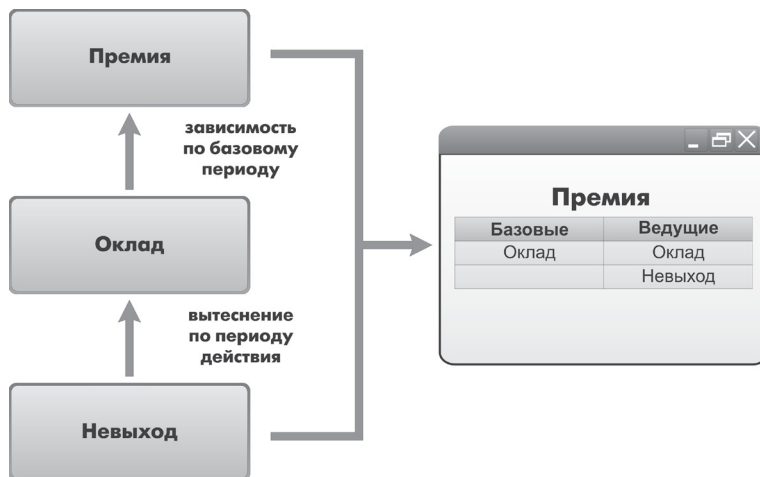 Премия
зависимость
по базовому
периоду
Оклад
вытеснение
по периоду
действия
Невыход
Премия
Базовые Ведущие
Оклад Оклад
Невыход